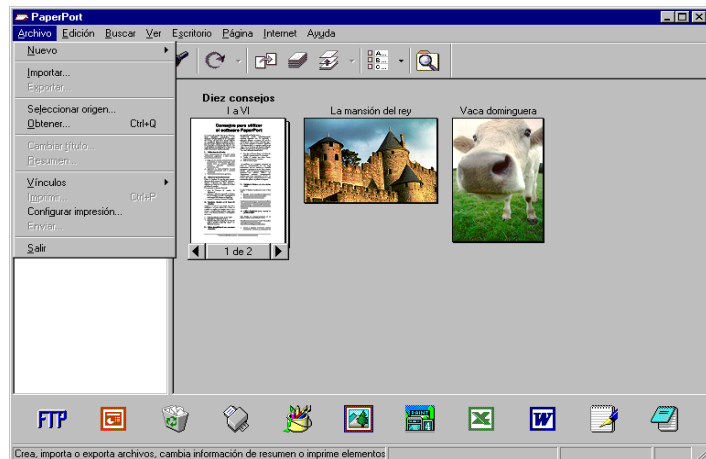 PaperPort
Archivo Edición Buscar Ver Escritorio Página Internet Ayuda
Nuevo
Importar...
Exportar...
Seleccionar origen...
Obtener... Ctrl+Q
Cambiar título...
Resumen...
Vínculos
Imprimir... Ctrl+P
Configurar impresión...
Enviar...
Salir
Diez consejos
I a VI
Consejos para utilizar
el software PaperPort
1 de 2
La mansión del rey
Vaca dominguera
A...
B...
C...
FTP
PAINT
W
Crea, importa o exporta archivos, cambia información de resumen o imprime elementos